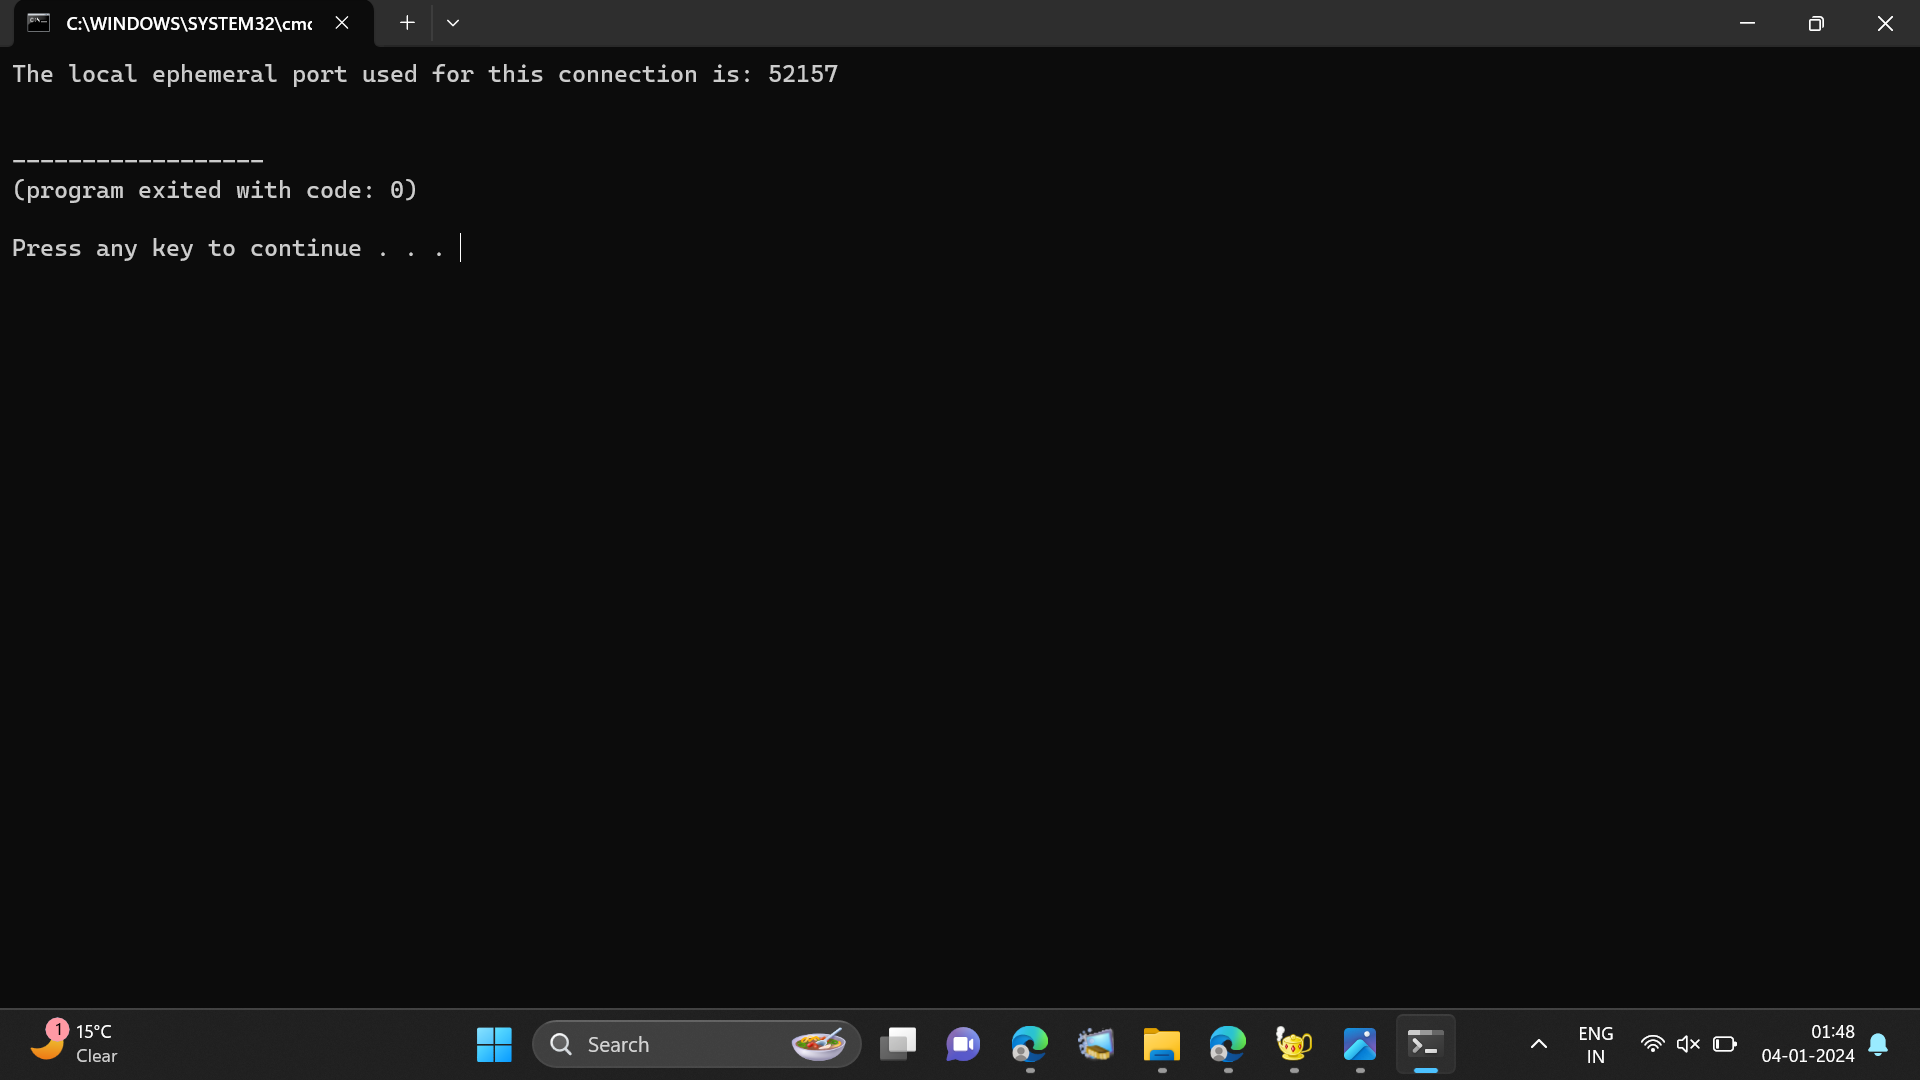 C:\WINDOWS\SYSTEM32\cmd
The local ephemeral port used for this connection is: 52157
------------------
(program exited with code: 0)
Press any key to continue . . .
1
15°C
Clear
Search
ENG
IN
01:48
04-01-2024